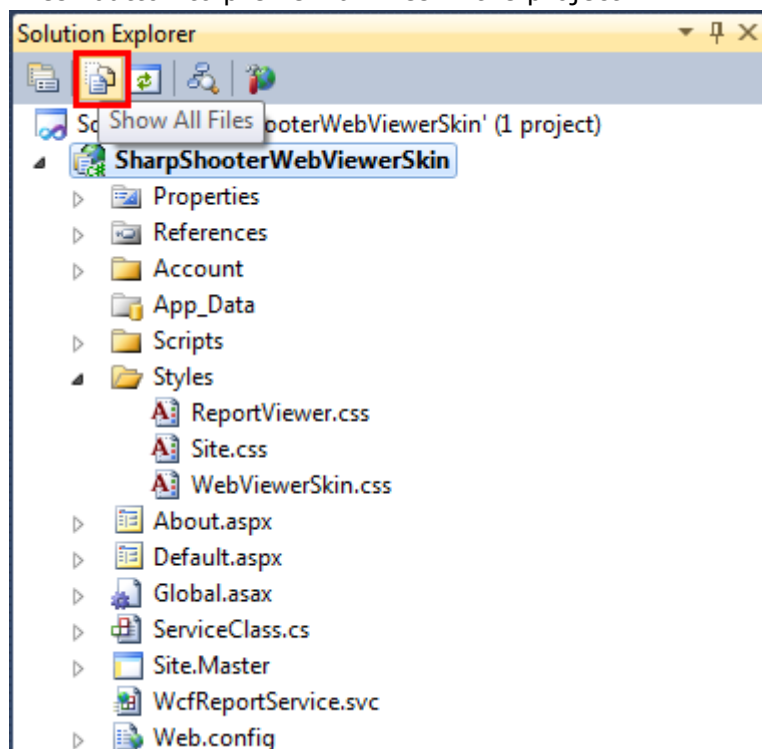 Solution Explorer
Show All Files
So ooterWebViewerSkin' (1 project)
SharpShooterWebViewerSkin
Properties
References
Account
App_Data
Scripts
Styles
ReportViewer.css
Site.css
WebViewerSkin.css
About.aspx
Default.aspx
Global.asax
ServiceClass.cs
Site.Master
WcfReportService.svc
Web.config